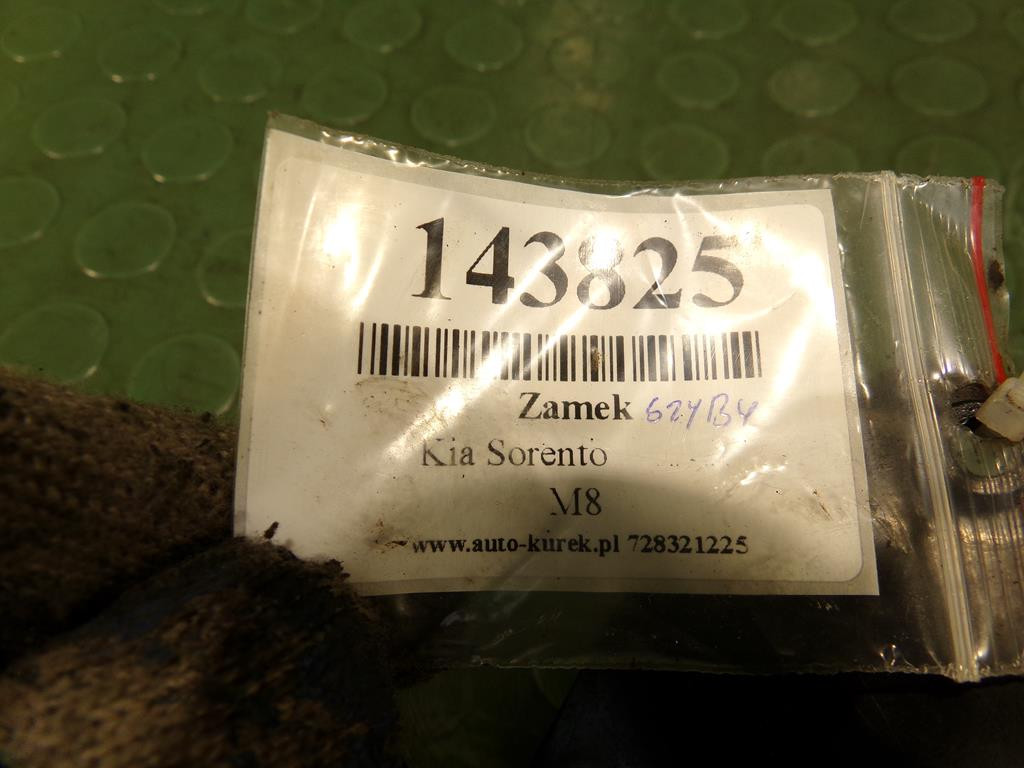 143825
Zamek 624B4
Kia Sorento
M8
www.auto-kurek.pl 728321225